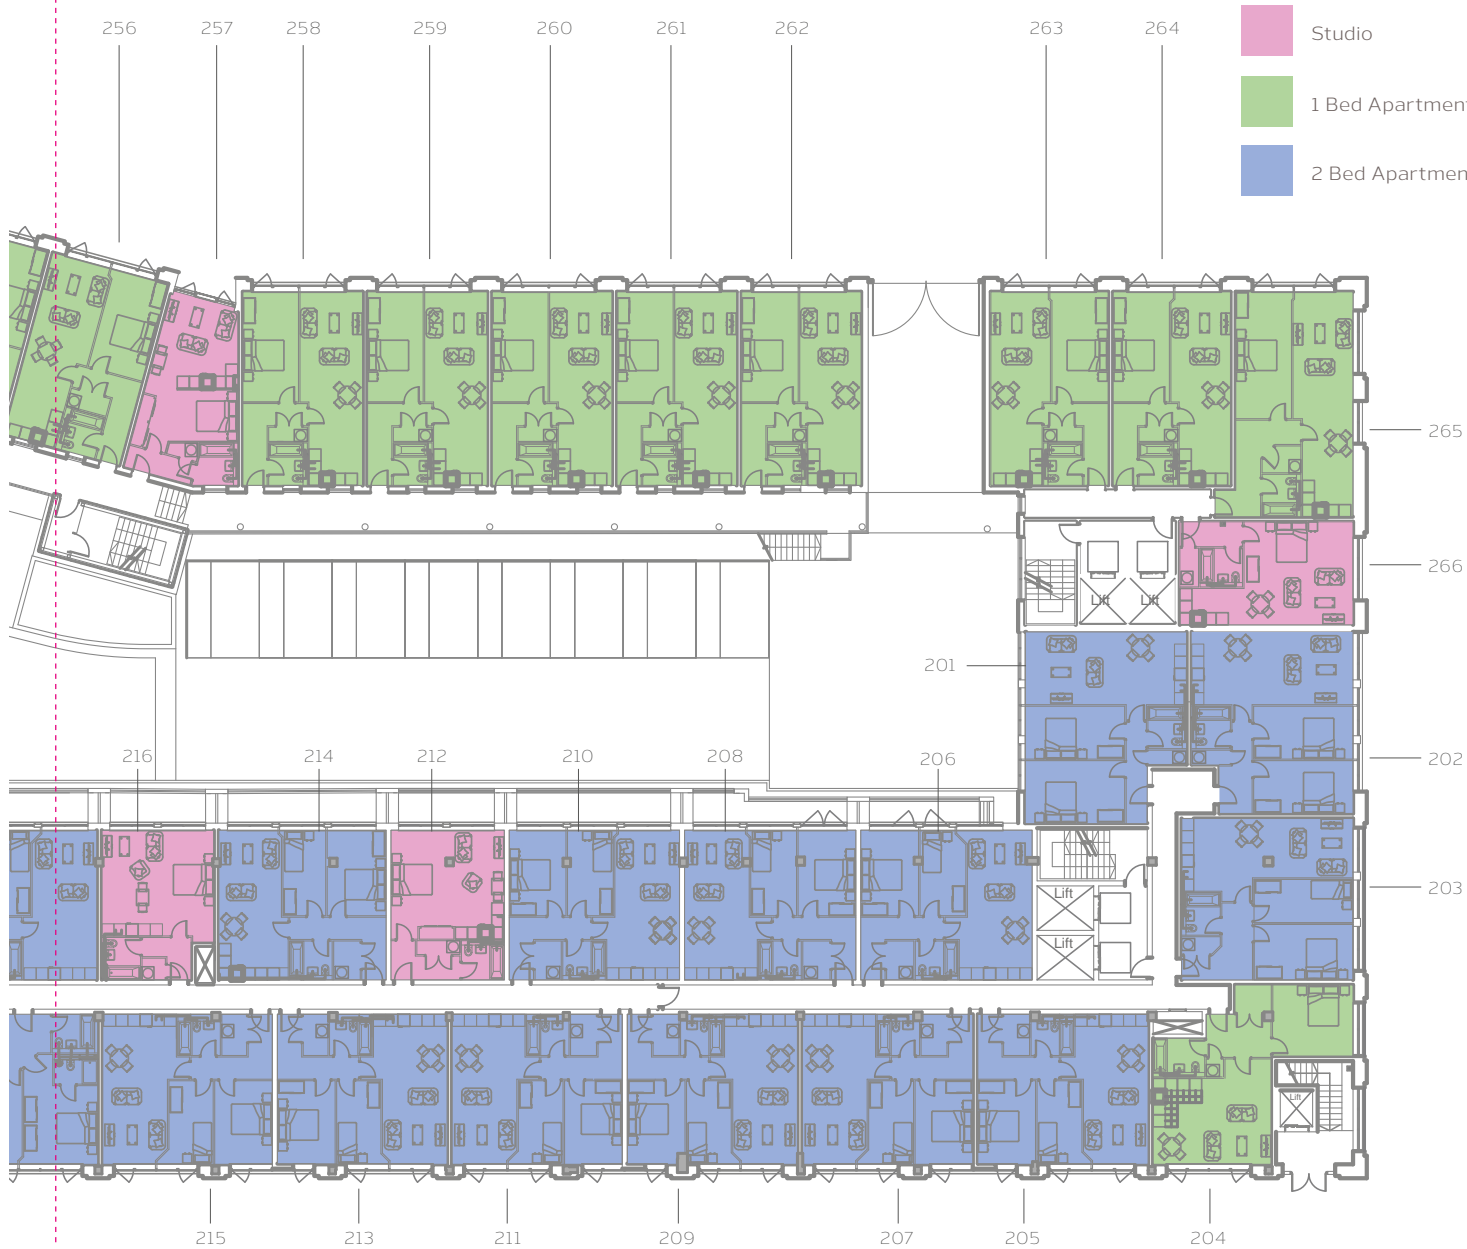 256 257 258 259 260 261 262 263 264
Studio
1 Bed Apartmen
2 Bed Apartmen
265
266
Lift Lift
201
202
216 214 212 210 208 206
203
Lift
Lift
Lift
215 213 211 209 207 205 204